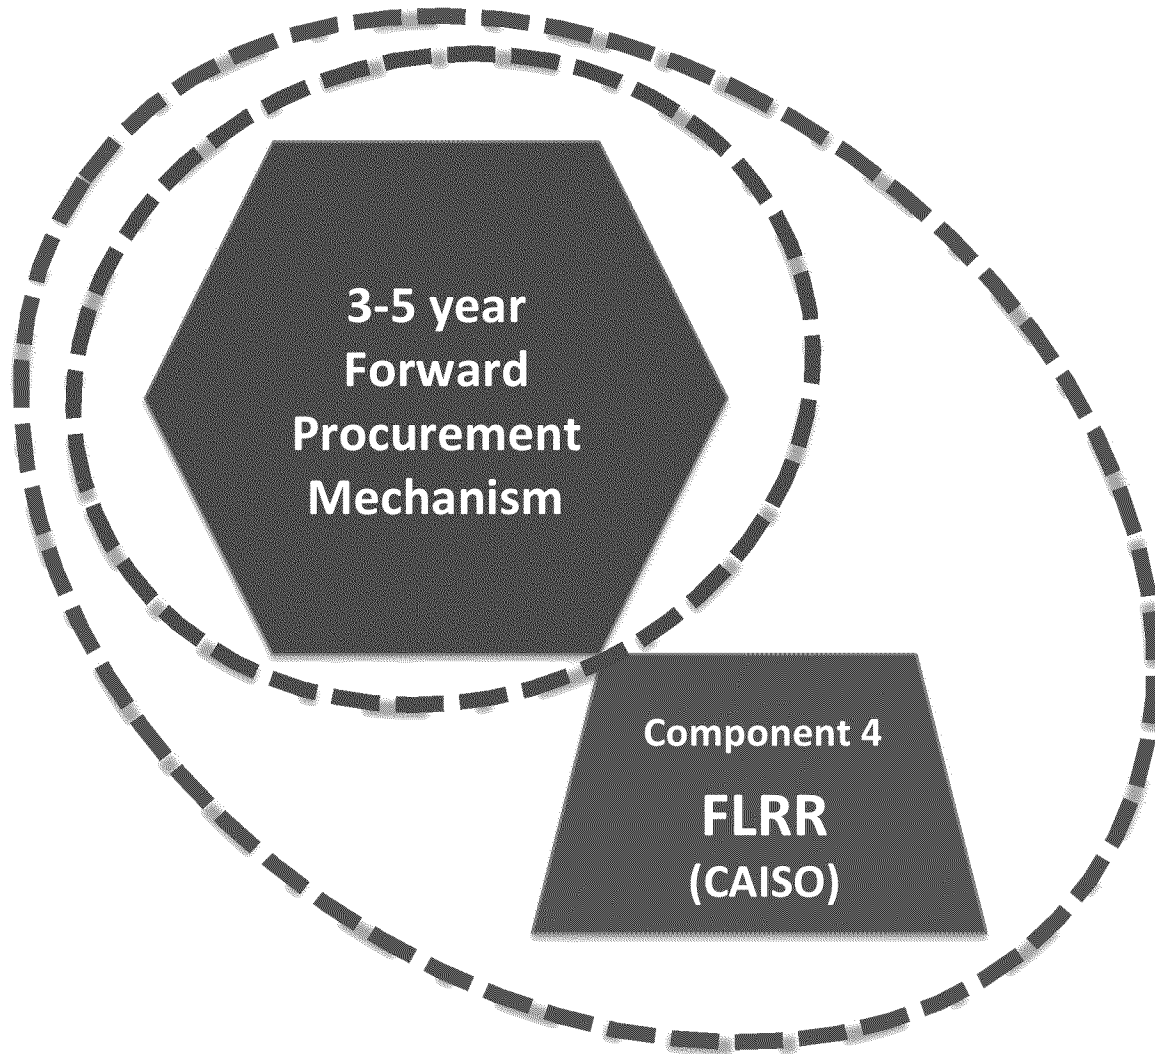 3-5 year
Forward
Procurement
Mechanism
Component 4
FLRR
(CAISO)